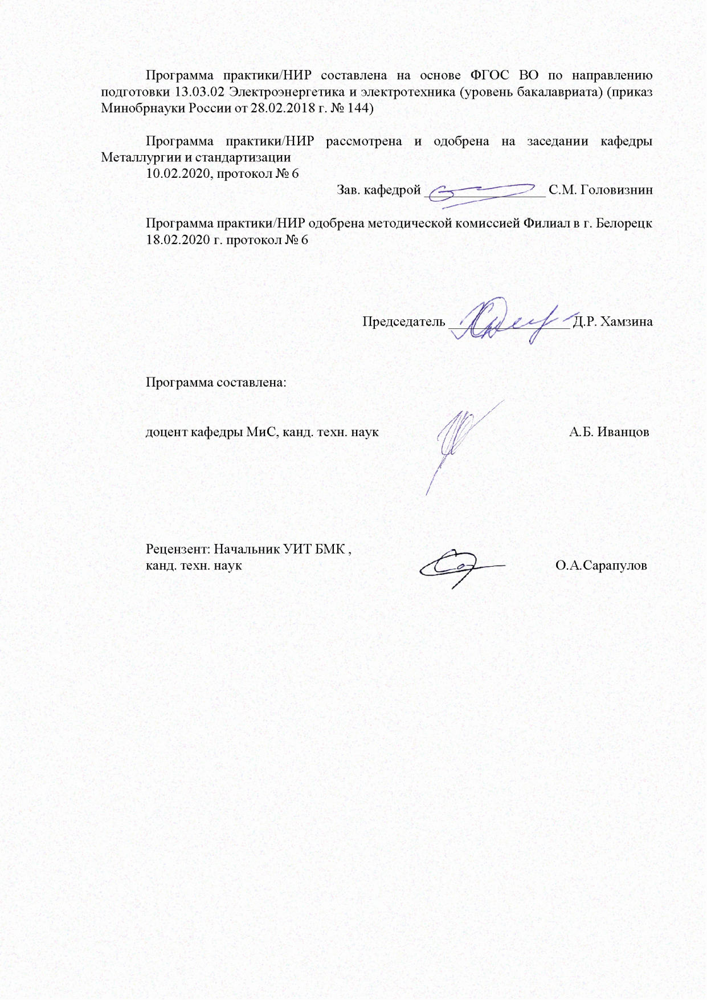 Программа практики/НИР составлена на основе ФГОС ВО по направлению
подготовки 13.03.02 Электроэнергетика и электротехника (уровень бакалавриата) (приказ
Минобрнауки России от 28.02.2018 г. № 144)
Программа практики/НИР рассмотрена и одобрена на заседании кафедры
Металлургии и стандартизации
10.02.2020, протокол № 6
Зав. кафедрой С.М. Головизнин
Программа практики/НИР одобрена методической комиссией Филиал в г. Белорецк
18.02.2020 г. протокол № 6
Председатель Д.Р. Хамзина
Программа составлена:
доцент кафедры МиС, канд. техн. наук А.Б. Иванцов
Рецензент: Начальник УИТ БМК ,
канд. техн. наук О.А.Сарапулов